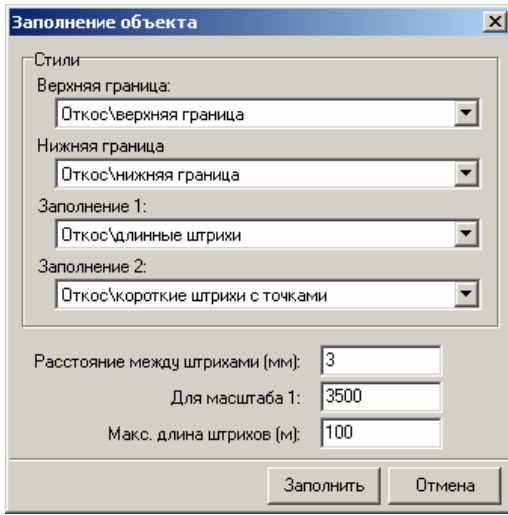 Заполнение объекта
Стили
Верхняя граница:
Откос\верхняя граница
Нижняя граница
Откос\нижняя граница
Заполнение 1:
Откос\длинные штрихи
Заполнение 2:
Откос\короткие штрихи с точками
Расстояние между штрихами (мм): 3
Для масштаба 1: 3500
Макс. длина штрихов (м): 100
Заполнить Отмена